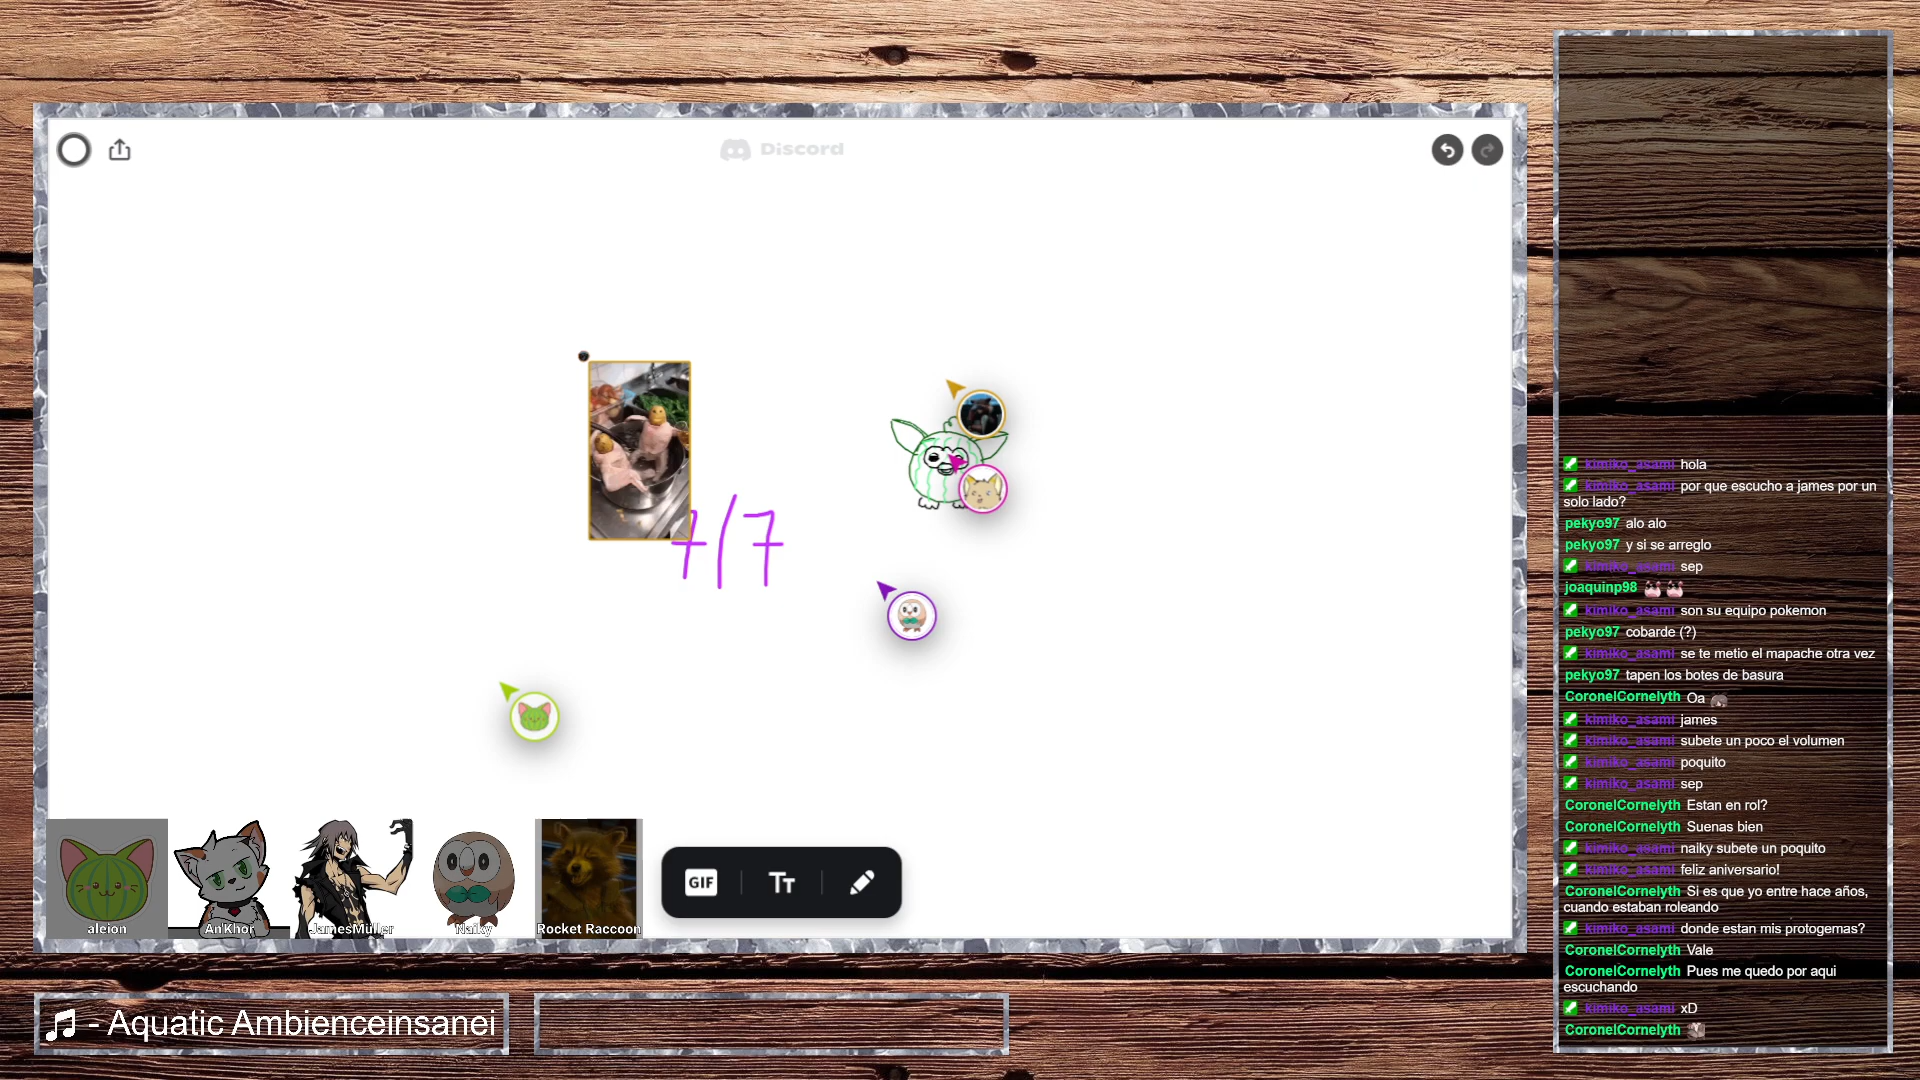 Discord
7/7
GIF
TT
aleion
An'Khor
JamesMüller
Naiky
Rocket Raccoon
- Aquatic Ambienceinsanei
kimiko_asami hola
kimiko_asami por que escucho a james por un
solo lado?
pekyo97 alo alo
pekyo97 y si se arreglo
kimiko_asami sep
joaquinp98
kimiko_asami son su equipo pokemon
pekyo97 cobarde (?)
kimiko_asami se te metio el mapache otra vez
pekyo97 tapen los botes de basura
CoronelCornelyth Oa
kimiko_asami james
kimiko_asami subete un poco el volumen
kimiko_asami poquito
kimiko_asami sep
CoronelCornelyth Estan en rol?
CoronelCornelyth Suenas bien
kimiko_asami naiky subete un poquito
kimiko_asami feliz aniversario!
CoronelCornelyth Si es que yo entre hace años,
cuando estaban roleando
kimiko_asami donde estan mis protogemas?
CoronelCornelyth Vale
CoronelCornelyth Pues me quedo por aqui
escuchando
kimiko_asami xD
CoronelCornelyth